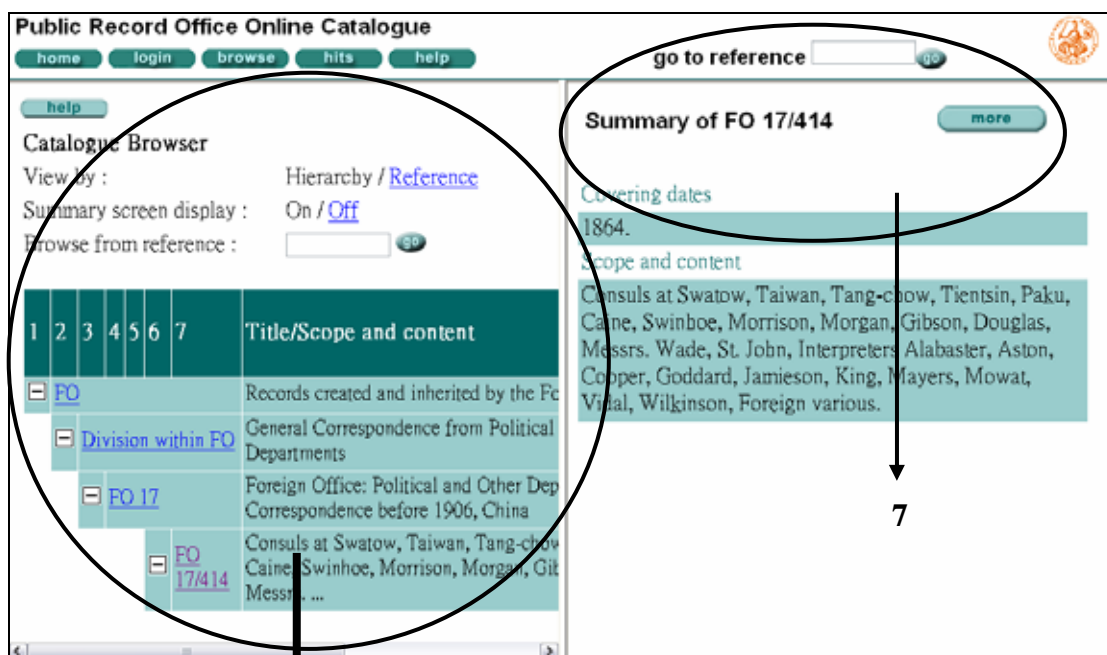 Public Record Office Online Catalogue
home login browse hits help
go to reference go
help
Catalogue Browser
View by : Hierarchy / Reference
Summary screen display : On / Off
Browse from reference : go
1 2 3 4 5 6 7 Title/Scope and content
FO Records created and inherited by the Fo
Division within FO General Correspondence from Political
Departments
FO 17 Foreign Office: Political and Other Dep
Correspondence before 1906, China
FO Consuls at Swatow, Taiwan, Tang-chow
17/414 Caine, Swinhoe, Morrison, Morgan, Gib
Messrs. ...
Summary of FO 17/414 more
Covering dates
1864.
Scope and content
Consuls at Swatow, Taiwan, Tang-chow, Tientsin, Paku,
Caine, Swinhoe, Morrison, Morgan, Gibson, Douglas,
Messrs. Wade, St. John, Interpreters Alabaster, Aston,
Cooper, Goddard, Jamieson, King, Mayers, Mowat,
Vidal, Wilkinson, Foreign various.
7